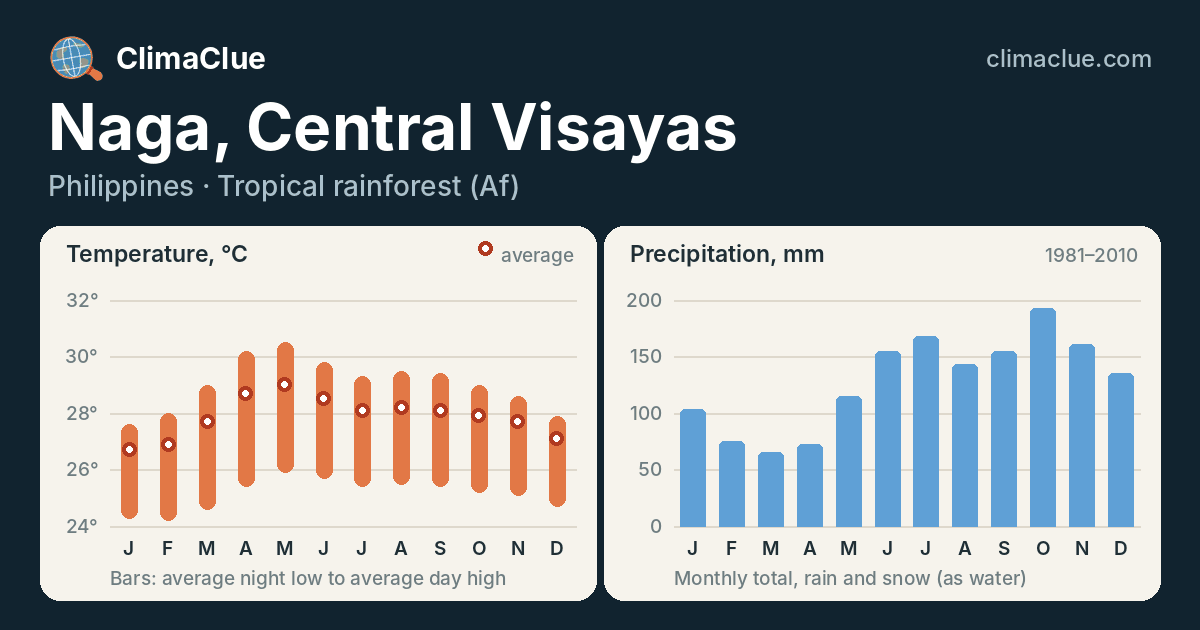 ClimaClue
climaclue.com
Naga, Central Visayas
Philippines · Tropical rainforest (Af)
Temperature, °C
average
32°
30°
28°
26°
24°
J F M A M J J A S O N D
Bars: average night low to average day high
Precipitation, mm
1981–2010
200
150
100
50
0
J F M A M J J A S O N D
Monthly total, rain and snow (as water)